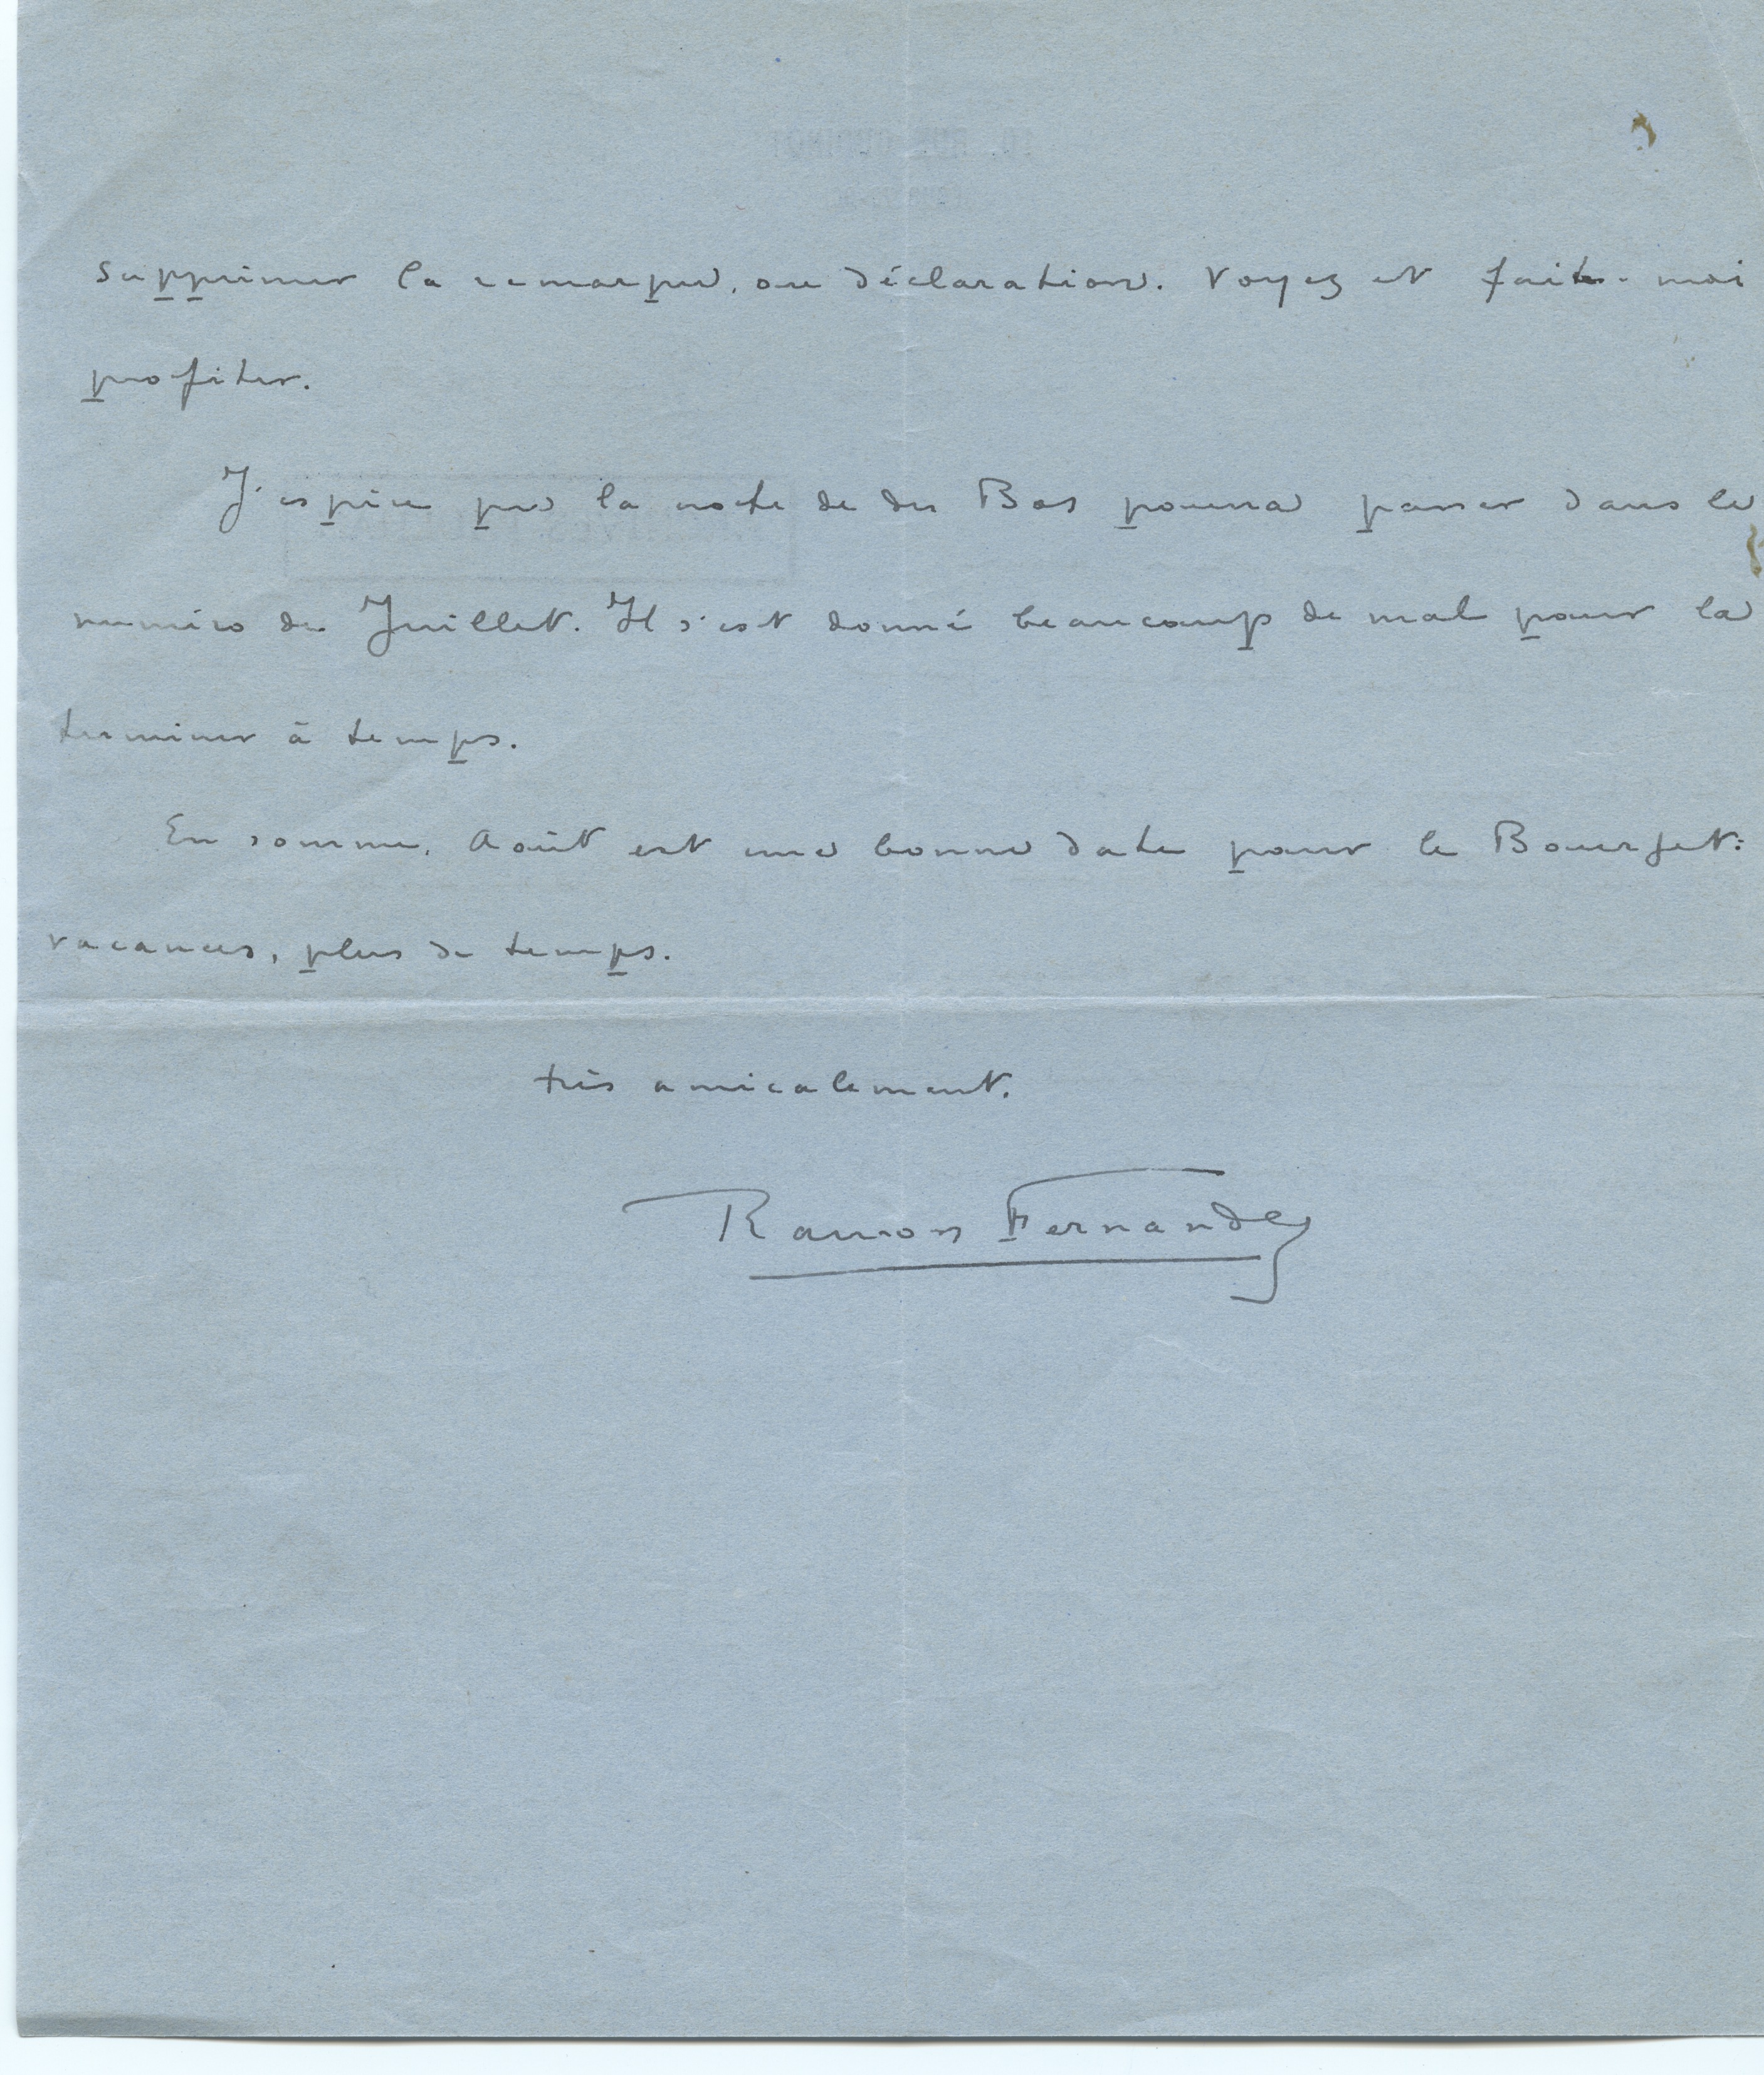 supprimer la remarque, ou déclaration. Voyez et faites-moi
profiter.
J'espère que la note de du Bos pourra passer dans le
numéro de Juillet. Il s'est donné beaucoup de mal pour la
terminer à temps.
En somme, Août est une bonne date pour le Bourget:
vacances, plus de temps.
très amicalement.
Ramon Fernandez